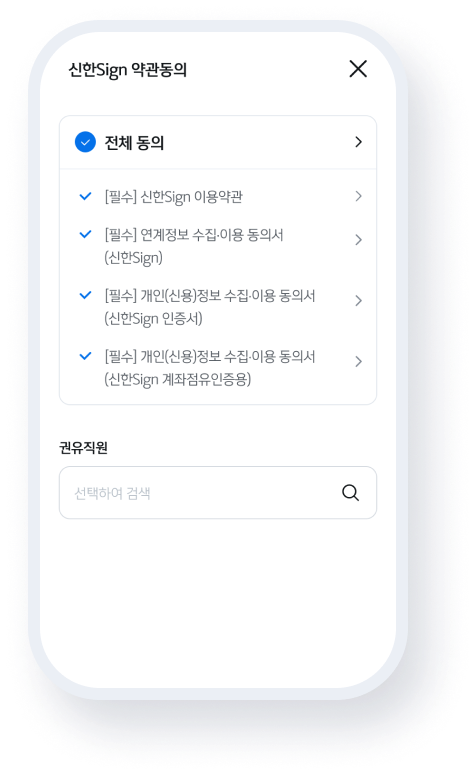 신한Sign 약관동의
전체 동의
[필수] 신한Sign 이용약관
[필수] 연계정보 수집·이용 동의서
(신한Sign)
[필수] 개인(신용)정보 수집·이용 동의서
(신한Sign 인증서)
[필수] 개인(신용)정보 수집·이용 동의서
(신한Sign 계좌점유인증용)
권유직원
선택하여 검색